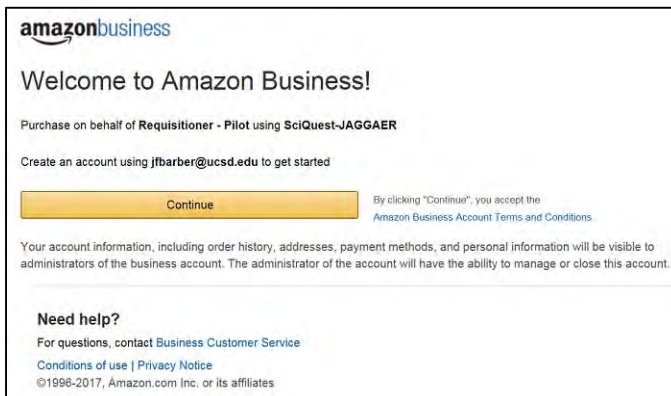 amazonbusiness
Welcome to Amazon Business!
Purchase on behalf of Requisitioner - Pilot using SciQuest-JAGGAER
Create an account using jfbarber@ucsd.edu to get started
Continue
By clicking "Continue", you accept the
Amazon Business Account Terms and Conditions
Your account information, including order history, addresses, payment methods, and personal information will be visible to
administrators of the business account. The administrator of the account will have the ability to manage or close this account.
Need help?
For questions, contact Business Customer Service
Conditions of use | Privacy Notice
©1996-2017, Amazon.com Inc. or its affiliates